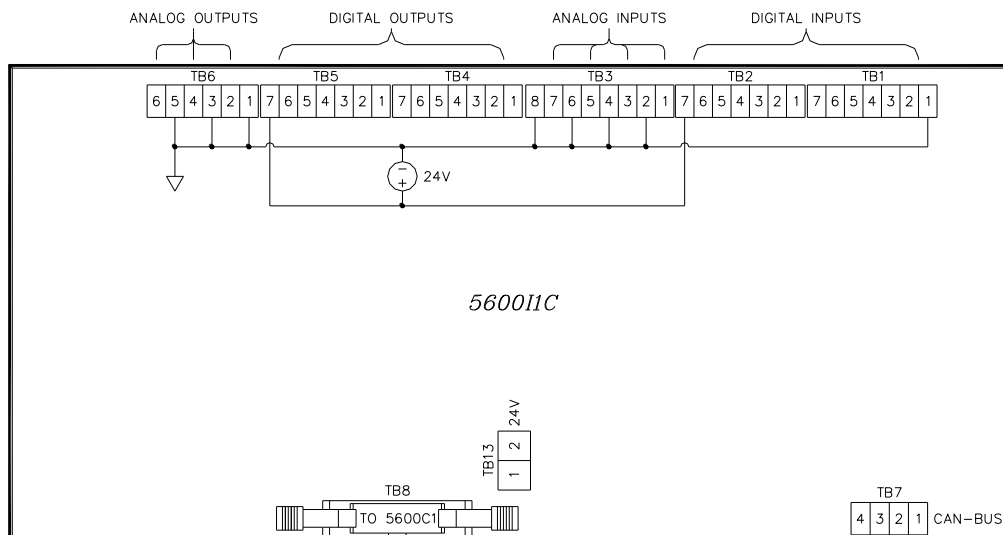 ANALOG OUTPUTS DIGITAL OUTPUTS ANALOG INPUTS DIGITAL INPUTS
TB6 TB5 TB4 TB3 TB2 TB1
6 5 4 3 2 1 7 6 5 4 3 2 1 7 6 5 4 3 2 1 8 7 6 5 4 3 2 1 7 6 5 4 3 2 1 7 6 5 4 3 2 1
−
+
24V
5600I1C
24V
TB13
2
1
TB8
TO 5600C1
TB7
4 3 2 1 CAN-BUS